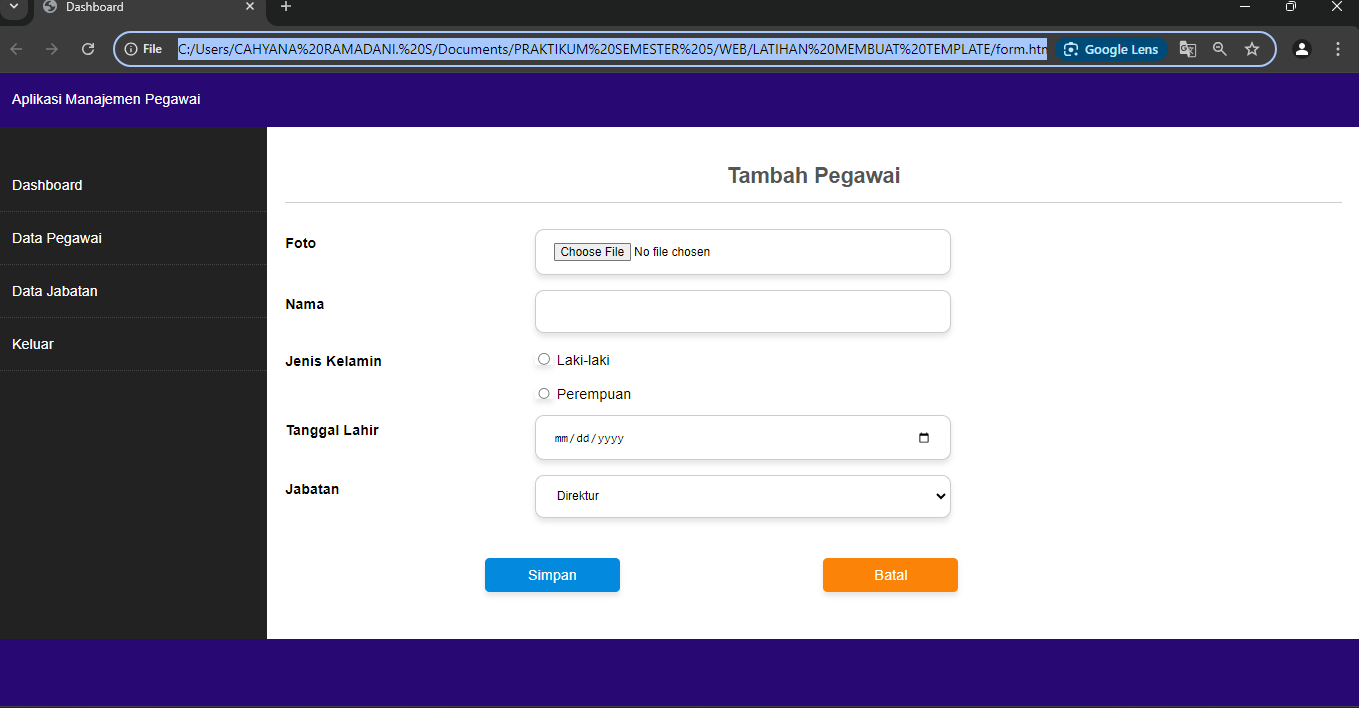 Dashboard
File
C:/Users/CAHYANA%20RAMADANI.%20S/Documents/PRAKTIKUM%20SEMESTER%205/WEB/LATIHAN%20MEMBUAT%20TEMPLATE/form.htm
Google Lens
Aplikasi Manajemen Pegawai
Dashboard
Data Pegawai
Data Jabatan
Keluar
Tambah Pegawai
Foto
Choose File No file chosen
Nama
Jenis Kelamin
Laki-laki
Perempuan
Tanggal Lahir
mm/dd/yyyy
Jabatan
Direktur
Simpan
Batal